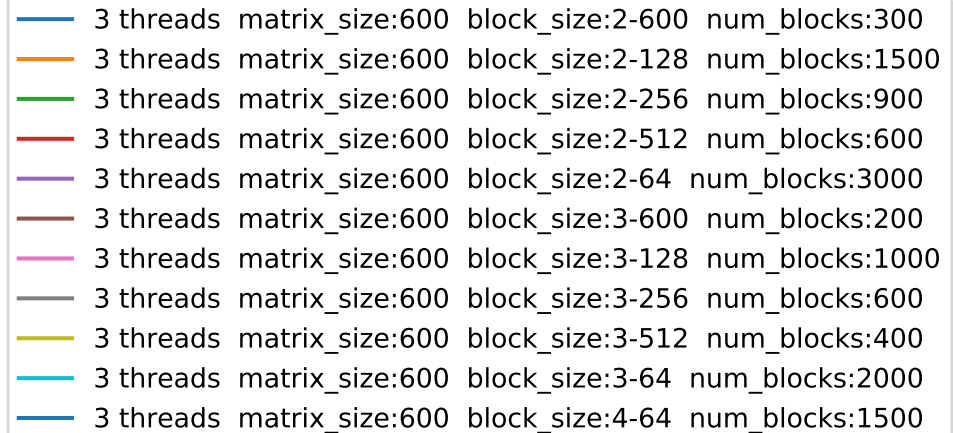 3 threads  matrix_size:600  block_size:2-600  num_blocks:300
3 threads  matrix_size:600  block_size:2-128  num_blocks:1500
3 threads  matrix_size:600  block_size:2-256  num_blocks:900
3 threads  matrix_size:600  block_size:2-512  num_blocks:600
3 threads  matrix_size:600  block_size:2-64  num_blocks:3000
3 threads  matrix_size:600  block_size:3-600  num_blocks:200
3 threads  matrix_size:600  block_size:3-128  num_blocks:1000
3 threads  matrix_size:600  block_size:3-256  num_blocks:600
3 threads  matrix_size:600  block_size:3-512  num_blocks:400
3 threads  matrix_size:600  block_size:3-64  num_blocks:2000
3 threads  matrix_size:600  block_size:4-64  num_blocks:1500